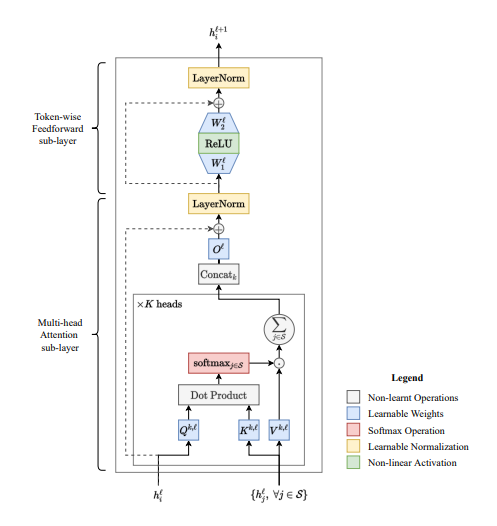 h_i^{ℓ+1}
LayerNorm
Token-wise
Feedforward
sub-layer
W_2^ℓ
ReLU
W_1^ℓ
LayerNorm
O^ℓ
Concat_k
×K heads
Multi-head
Attention
sub-layer
∑
j∈𝒮
softmax_{j∈𝒮}
Dot Product
Q^{k,ℓ}
K^{k,ℓ}
V^{k,ℓ}
h_i^ℓ
{h_j^ℓ, ∀j ∈ 𝒮}
Legend
Non-learnt Operations
Learnable Weights
Softmax Operation
Learnable Normalization
Non-linear Activation